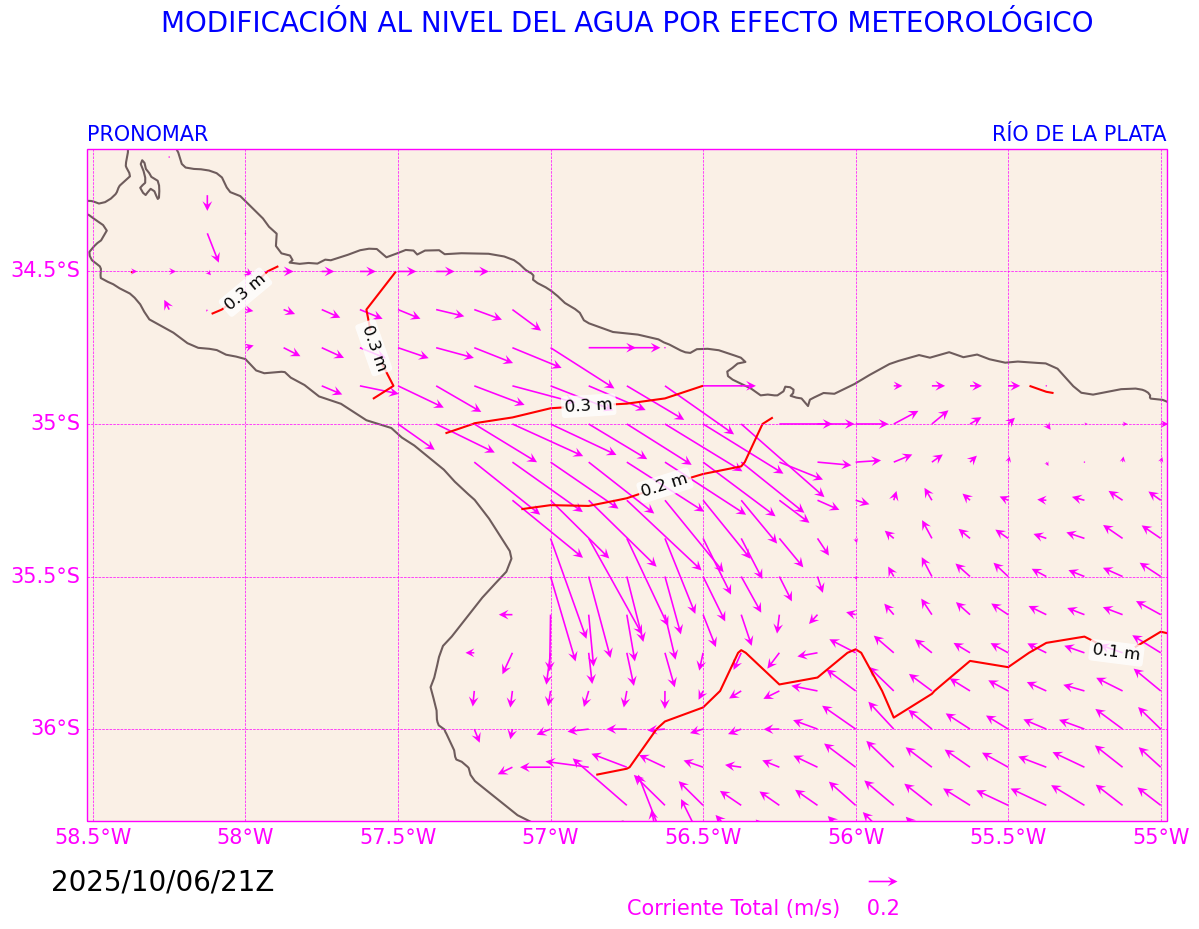 MODIFICACIÓN AL NIVEL DEL AGUA POR EFECTO METEOROLÓGICO
PRONOMAR
RÍO DE LA PLATA
34.5°S
0.3 m
0.3 m
0.3 m
35°S
0.2 m
35.5°S
0.1 m
36°S
58.5°W 58°W 57.5°W 57°W 56.5°W 56°W 55.5°W 55°W
2025/10/06/21Z
Corriente Total (m/s) 0.2